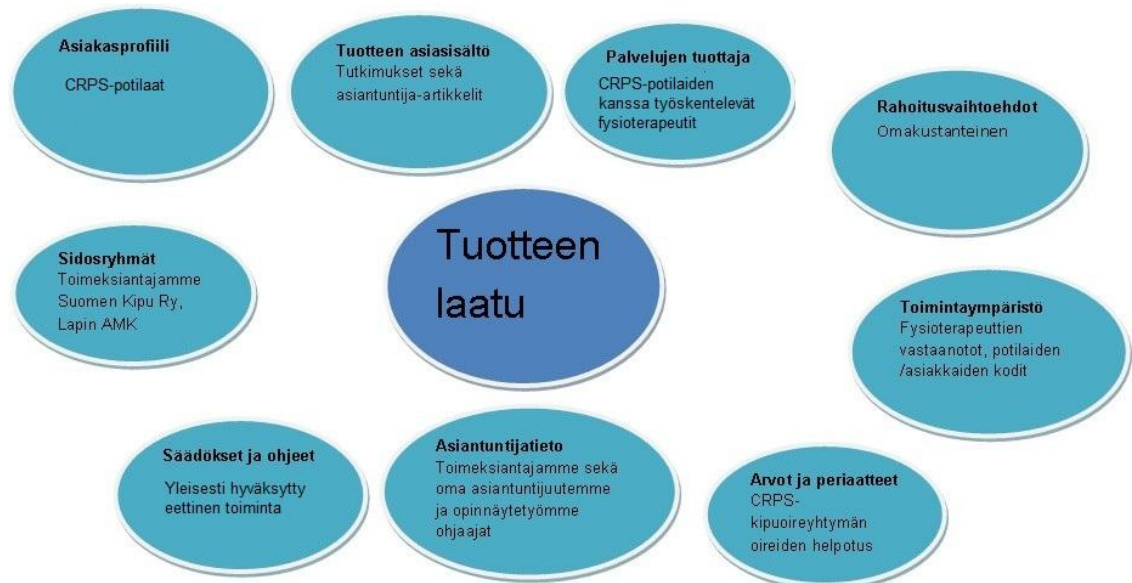 Asiakasprofiili
CRPS-potilaat
Tuotteen asiasisältö
Tutkimukset sekä
asiantuntija-artikkelit
Palvelujen tuottaja
CRPS-potilaiden
kanssa työskentelevät
fysioterapeutit
Rahoitusvaihtoehdot
Omakustanteinen
Sidosryhmät
Toimeksiantajamme
Suomen Kipu Ry,
Lapin AMK
Tuotteen
laatu
Toimintaympäristö
Fysioterapeuttien
vastaanotot, potilaiden
/asiakkaiden kodit
Säädökset ja ohjeet
Yleisesti hyväksytty
eettinen toiminta
Asiantuntijatieto
Toimeksiantajamme sekä
oma asiantuntijuutemme
ja opinnäytetyömme
ohjaajat
Arvot ja periaatteet
CRPS-
kipuoireyhtymän
oireiden helpotus